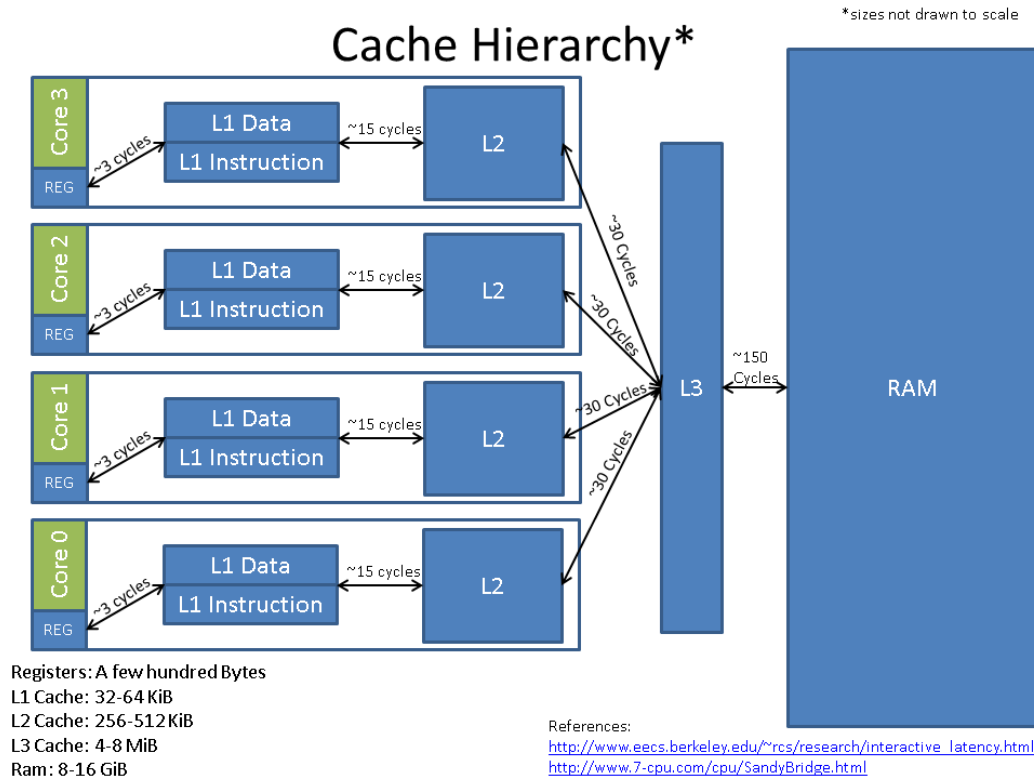 *sizes not drawn to scale
Cache Hierarchy*
Core 3
REG
~3 cycles
L1 Data
L1 Instruction
~15 cycles
L2
~30 Cycles
Core 2
REG
~3 cycles
L1 Data
L1 Instruction
~15 cycles
L2
~30 Cycles
Core 1
REG
~3 cycles
L1 Data
L1 Instruction
~15 cycles
L2
~30 Cycles
Core 0
REG
~3 cycles
L1 Data
L1 Instruction
~15 cycles
L2
~30 Cycles
L3
~150
Cycles
RAM
Registers: A few hundred Bytes
L1 Cache: 32-64 KiB
L2 Cache: 256-512 KiB
L3 Cache: 4-8 MiB
Ram: 8-16 GiB
References:
http://www.eecs.berkeley.edu/~rcs/research/interactive_latency.html
http://www.7-cpu.com/cpu/SandyBridge.html